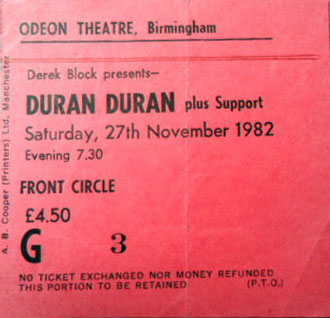 ODEON THEATRE, Birmingham
Derek Block presents—
DURAN DURAN plus Support
Saturday, 27th November 1982
Evening 7.30
FRONT CIRCLE
£4.50
G 3
NO TICKET EXCHANGED NOR MONEY REFUNDED
THIS PORTION TO BE RETAINED (P.T.O.)
A. B. Cooper (Printers) Ltd, Manchester